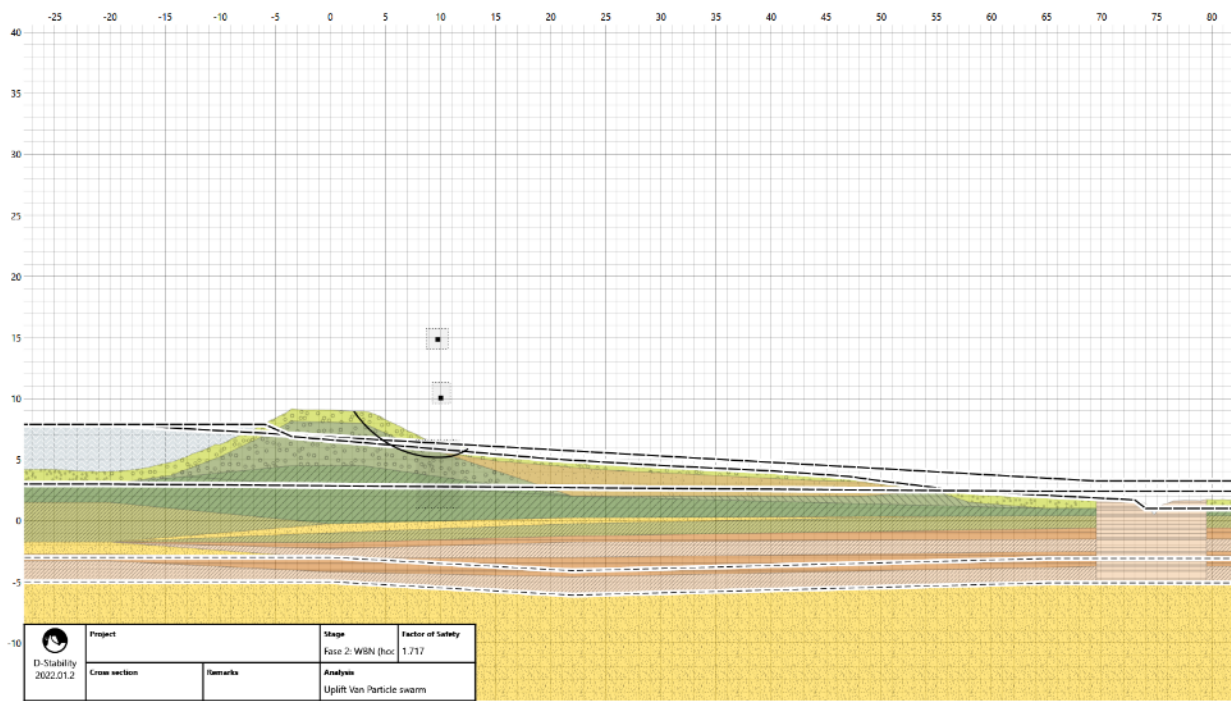 -25 -20 -15 -10 -5 0 5 10 15 20 25 30 35 40 45 50 55 60 65 70 75 80
40
35
30
25
20
15
10
5
0
-5
-10
D-Stability
2022.01.2
Project
Stage
Fase 2: WBN (hoc
Factor of Safety
1.717
Cross section
Remarks
Analysis
Uplift Van Particle swarm